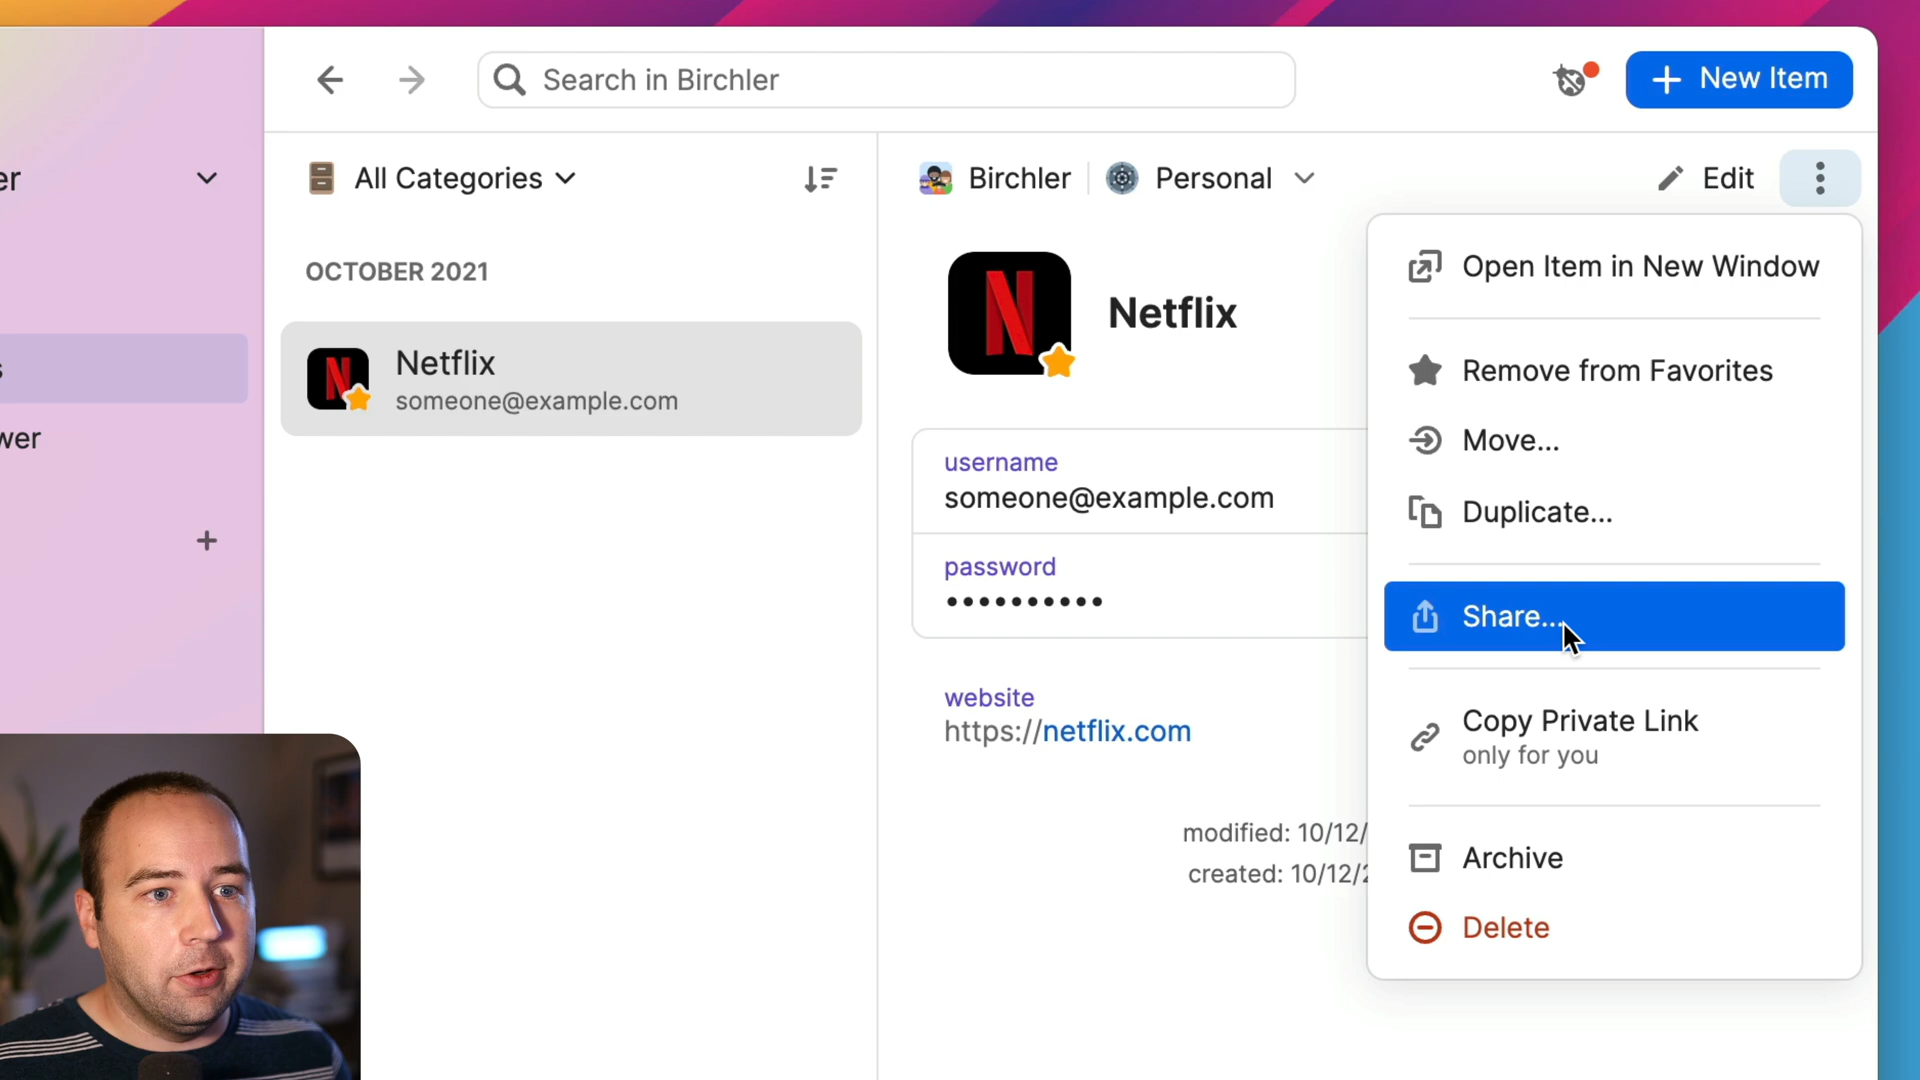 Search in Birchler
New Item
er
All Categories
Birchler
Personal
Edit
OCTOBER 2021
Netflix
someone@example.com
s
wer
Netflix
username
someone@example.com
password
••••••••••
website
https://netflix.com
modified: 10/12/
created: 10/12/2
Open Item in New Window
Remove from Favorites
Move...
Duplicate...
Share...
Copy Private Link
only for you
Archive
Delete